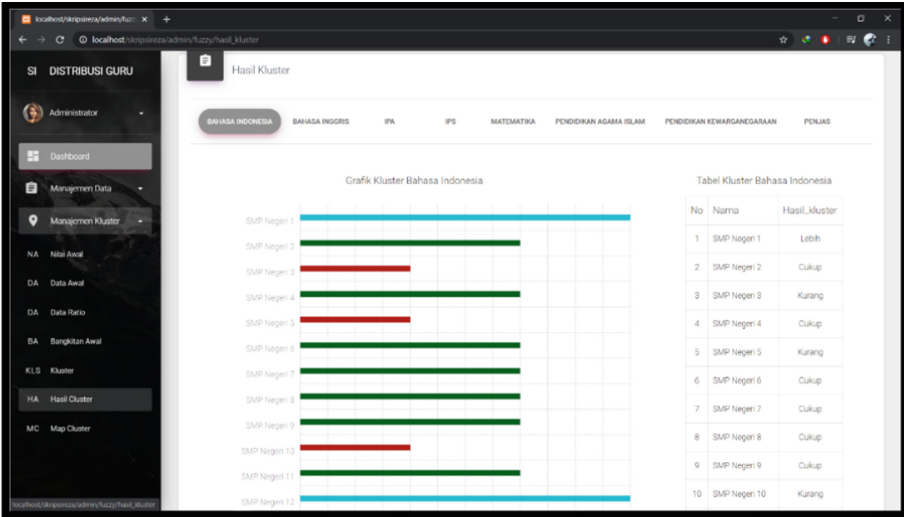 localhost/skripsireza/admin/fuzzy
localhost/skripsireza/admin/fuzzy/hasil_kluster
SI DISTRIBUSI GURU
Administrator
Dashboard
Manajemen Data
Manajemen Kluster
NA Nilai Awal
DA Data Awal
DA Data Ratio
BA Bangkitan Awal
KLS Kluster
HA Hasil Cluster
MC Map Cluster
localhost/skripsireza/admin/fuzzy/hasil_kluster
Hasil Kluster
BAHASA INDONESIA BAHASA INGGRIS IPA IPS MATEMATIKA PENDIDIKAN AGAMA ISLAM PENDIDIKAN KEWARGANEGARAAN PENJAS
Grafik Kluster Bahasa Indonesia
SMP Negeri 1
SMP Negeri 2
SMP Negeri 3
SMP Negeri 4
SMP Negeri 5
SMP Negeri 6
SMP Negeri 7
SMP Negeri 8
SMP Negeri 9
SMP Negeri 10
SMP Negeri 11
SMP Negeri 12
Tabel Kluster Bahasa Indonesia
No Nama Hasil_kluster
1 SMP Negeri 1 Lebih
2 SMP Negeri 2 Cukup
3 SMP Negeri 3 Kurang
4 SMP Negeri 4 Cukup
5 SMP Negeri 5 Kurang
6 SMP Negeri 6 Cukup
7 SMP Negeri 7 Cukup
8 SMP Negeri 8 Cukup
9 SMP Negeri 9 Cukup
10 SMP Negeri 10 Kurang